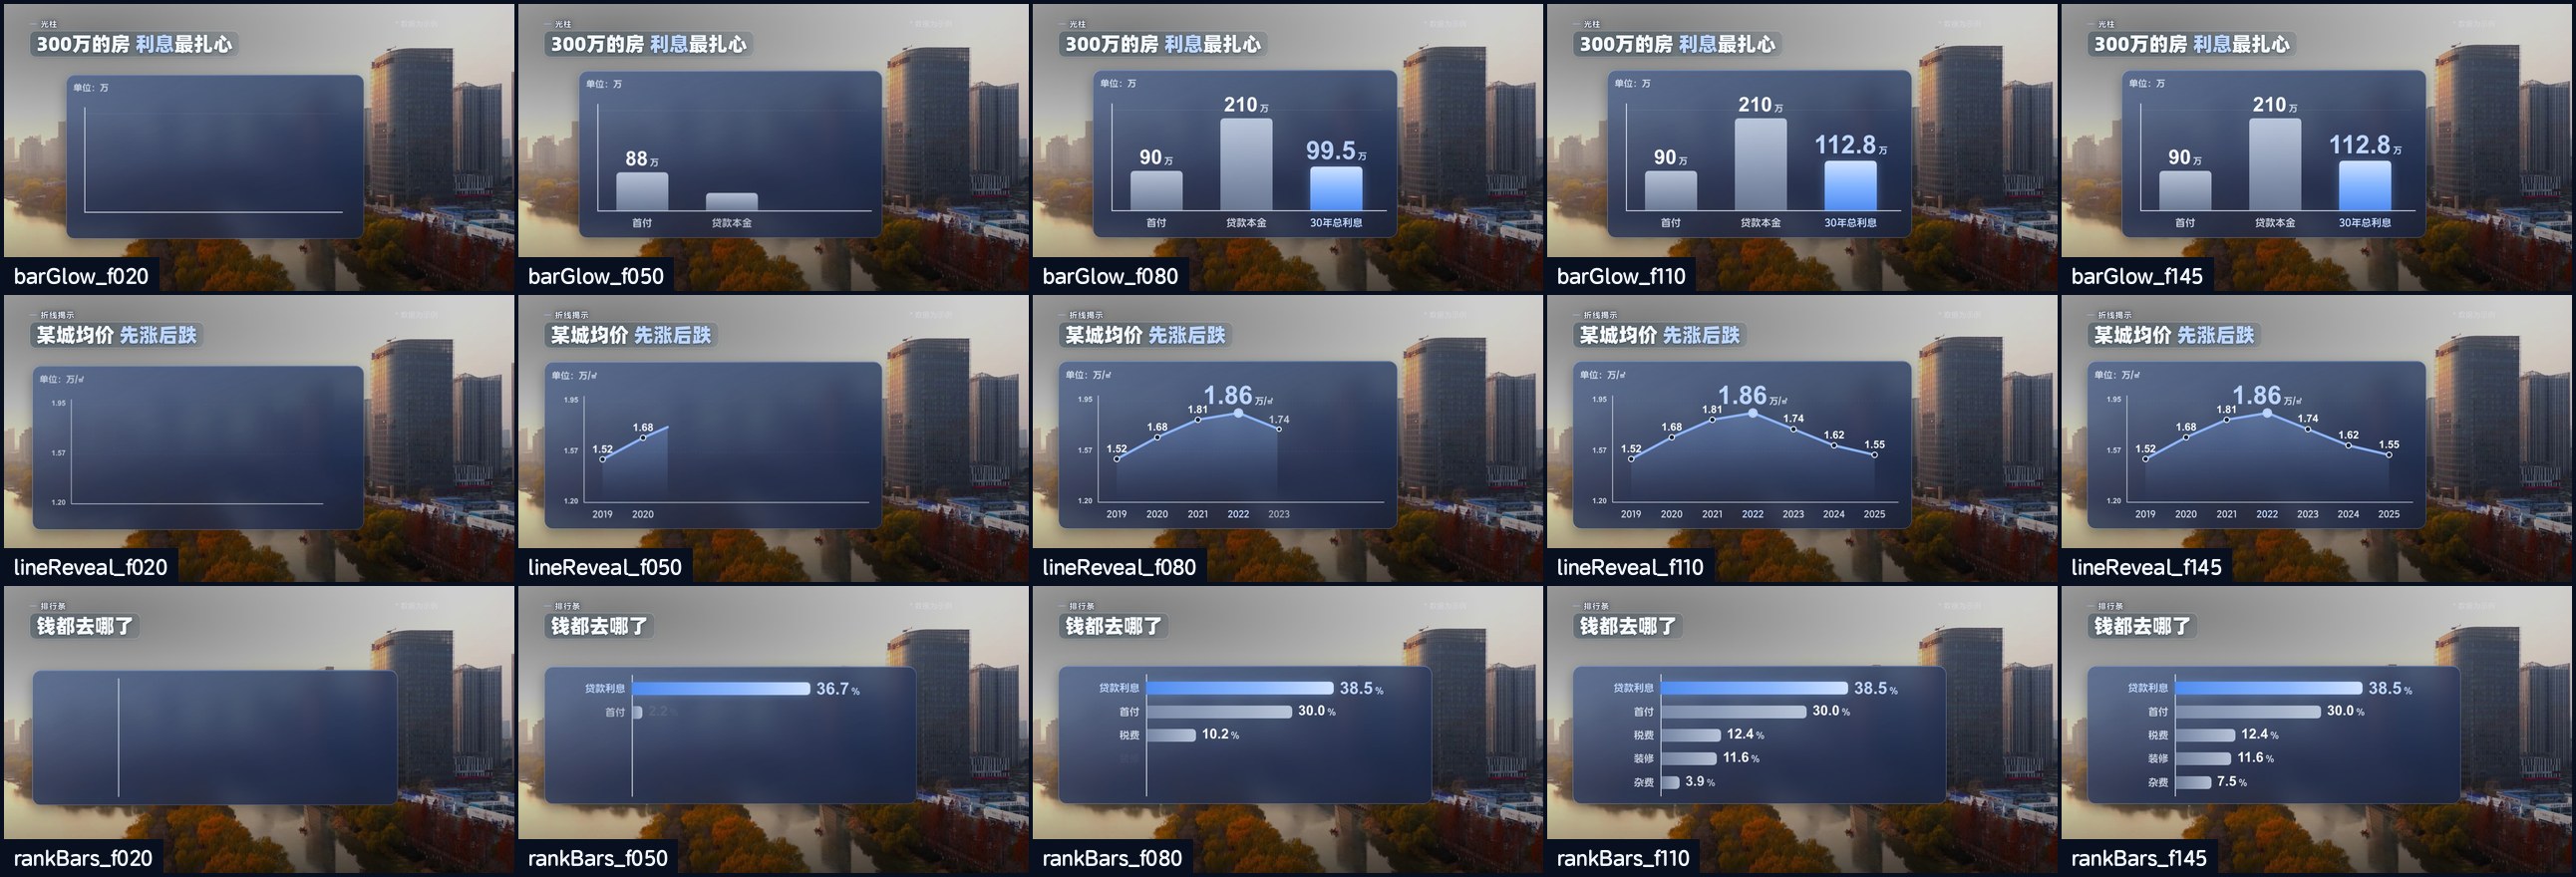 光柱
300万的房 利息最扎心
单位：万
barGlow_f020
光柱
300万的房 利息最扎心
单位：万
88万
首付 贷款本金
barGlow_f050
光柱
300万的房 利息最扎心
单位：万
210万
99.5万
90万
首付 贷款本金 30年总利息
barGlow_f080
光柱
300万的房 利息最扎心
单位：万
210万
112.8万
90万
首付 贷款本金 30年总利息
barGlow_f110
光柱
300万的房 利息最扎心
单位：万
210万
112.8万
90万
首付 贷款本金 30年总利息
barGlow_f145
折线揭示
某城均价 先涨后跌
单位：万/㎡
1.95
1.57
1.20
lineReveal_f020
折线揭示
某城均价 先涨后跌
单位：万/㎡
1.95
1.68
1.52
1.57
1.20
2019 2020
lineReveal_f050
折线揭示
某城均价 先涨后跌
单位：万/㎡
1.86万/㎡
1.95
1.81
1.74
1.68
1.52
1.57
1.20
2019 2020 2021 2022 2023
lineReveal_f080
折线揭示
某城均价 先涨后跌
单位：万/㎡
1.86万/㎡
1.95
1.81
1.74
1.68
1.62
1.55
1.52
1.57
1.20
2019 2020 2021 2022 2023 2024 2025
lineReveal_f110
折线揭示
某城均价 先涨后跌
单位：万/㎡
1.86万/㎡
1.95
1.81
1.74
1.68
1.62
1.55
1.52
1.57
1.20
2019 2020 2021 2022 2023 2024 2025
lineReveal_f145
排行条
钱都去哪了
rankBars_f020
排行条
钱都去哪了
贷款利息 36.7%
首付 2.2%
rankBars_f050
排行条
钱都去哪了
贷款利息 38.5%
首付 30.0%
税费 10.2%
rankBars_f080
排行条
钱都去哪了
贷款利息 38.5%
首付 30.0%
税费 12.4%
装修 11.6%
杂费 3.9%
rankBars_f110
排行条
钱都去哪了
贷款利息 38.5%
首付 30.0%
税费 12.4%
装修 11.6%
杂费 7.5%
rankBars_f145